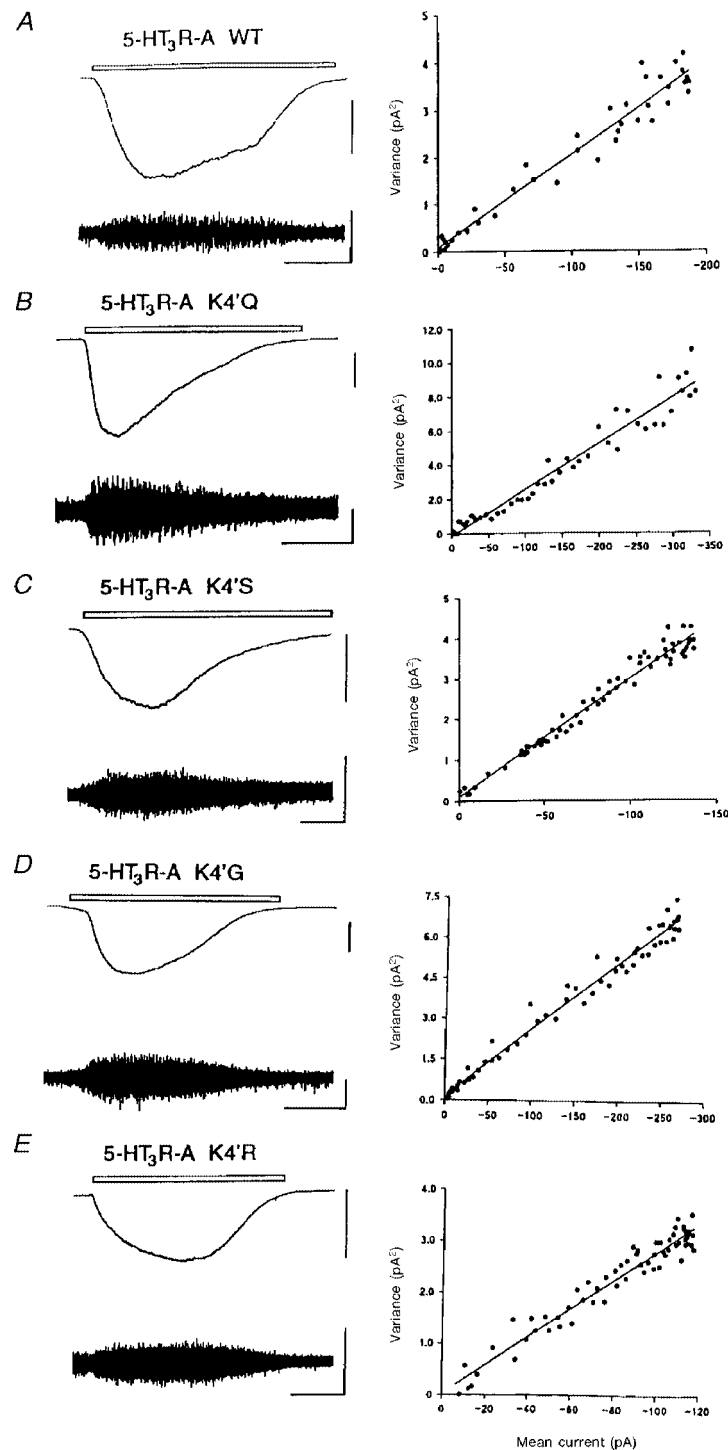 A
5-HT₃R-A WT
Variance (pA²)
5
4
3
2
1
0
-0 -50 -100 -150 -200
B
5-HT₃R-A K4'Q
Variance (pA²)
12.0
10.0
8.0
6.0
4.0
2.0
0
0 -50 -100 -150 -200 -250 -300 -350
C
5-HT₃R-A K4'S
Variance (pA²)
5
4
3
2
1
0
0 -50 -100 -150
D
5-HT₃R-A K4'G
Variance (pA²)
7.5
6.0
4.5
3.0
1.5
0.0
0 -50 -100 -150 -200 -250 -300
E
5-HT₃R-A K4'R
Variance (pA²)
4.0
3.0
2.0
1.0
0
0 -20 -40 -60 -80 -100 -120
Mean current (pA)